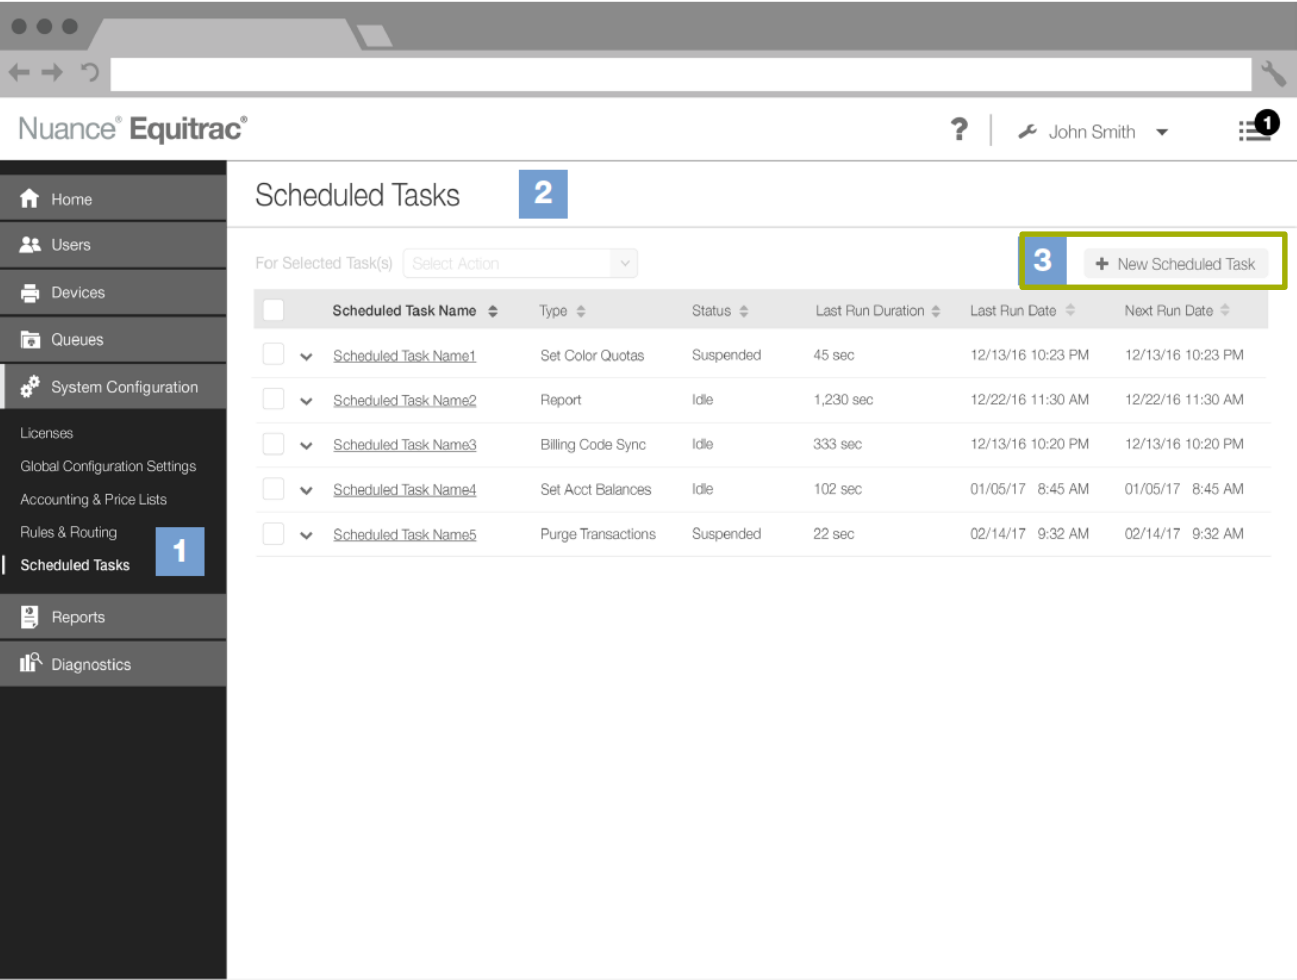 Nuance® Equitrac®
? John Smith 1
Home
Users
Devices
Queues
System Configuration
Licenses
Global Configuration Settings
Accounting & Price Lists
Rules & Routing
Scheduled Tasks 1
Reports
Diagnostics
Scheduled Tasks 2
For Selected Task(s) Select Action 3 + New Scheduled Task
Scheduled Task Name Type Status Last Run Duration Last Run Date Next Run Date
Scheduled Task Name1 Set Color Quotas Suspended 45 sec 12/13/16 10:23 PM 12/13/16 10:23 PM
Scheduled Task Name2 Report Idle 1,230 sec 12/22/16 11:30 AM 12/22/16 11:30 AM
Scheduled Task Name3 Billing Code Sync Idle 333 sec 12/13/16 10:20 PM 12/13/16 10:20 PM
Scheduled Task Name4 Set Acct Balances Idle 102 sec 01/05/17 8:45 AM 01/05/17 8:45 AM
Scheduled Task Name5 Purge Transactions Suspended 22 sec 02/14/17 9:32 AM 02/14/17 9:32 AM